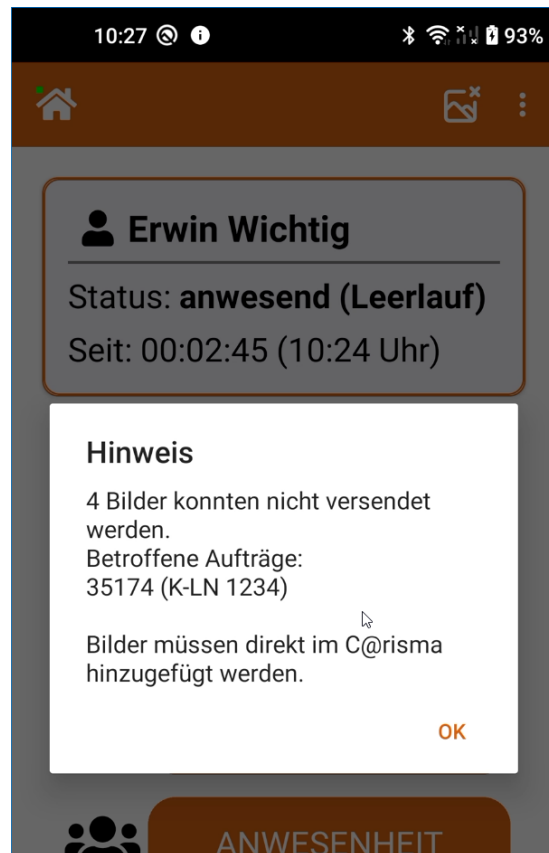 10:27
93%
Erwin Wichtig
Status: anwesend (Leerlauf)
Seit: 00:02:45 (10:24 Uhr)
Hinweis
4 Bilder konnten nicht versendet
werden.
Betroffene Aufträge:
35174 (K-LN 1234)
Bilder müssen direkt im C@risma
hinzugefügt werden.
OK
ANWESENHEIT